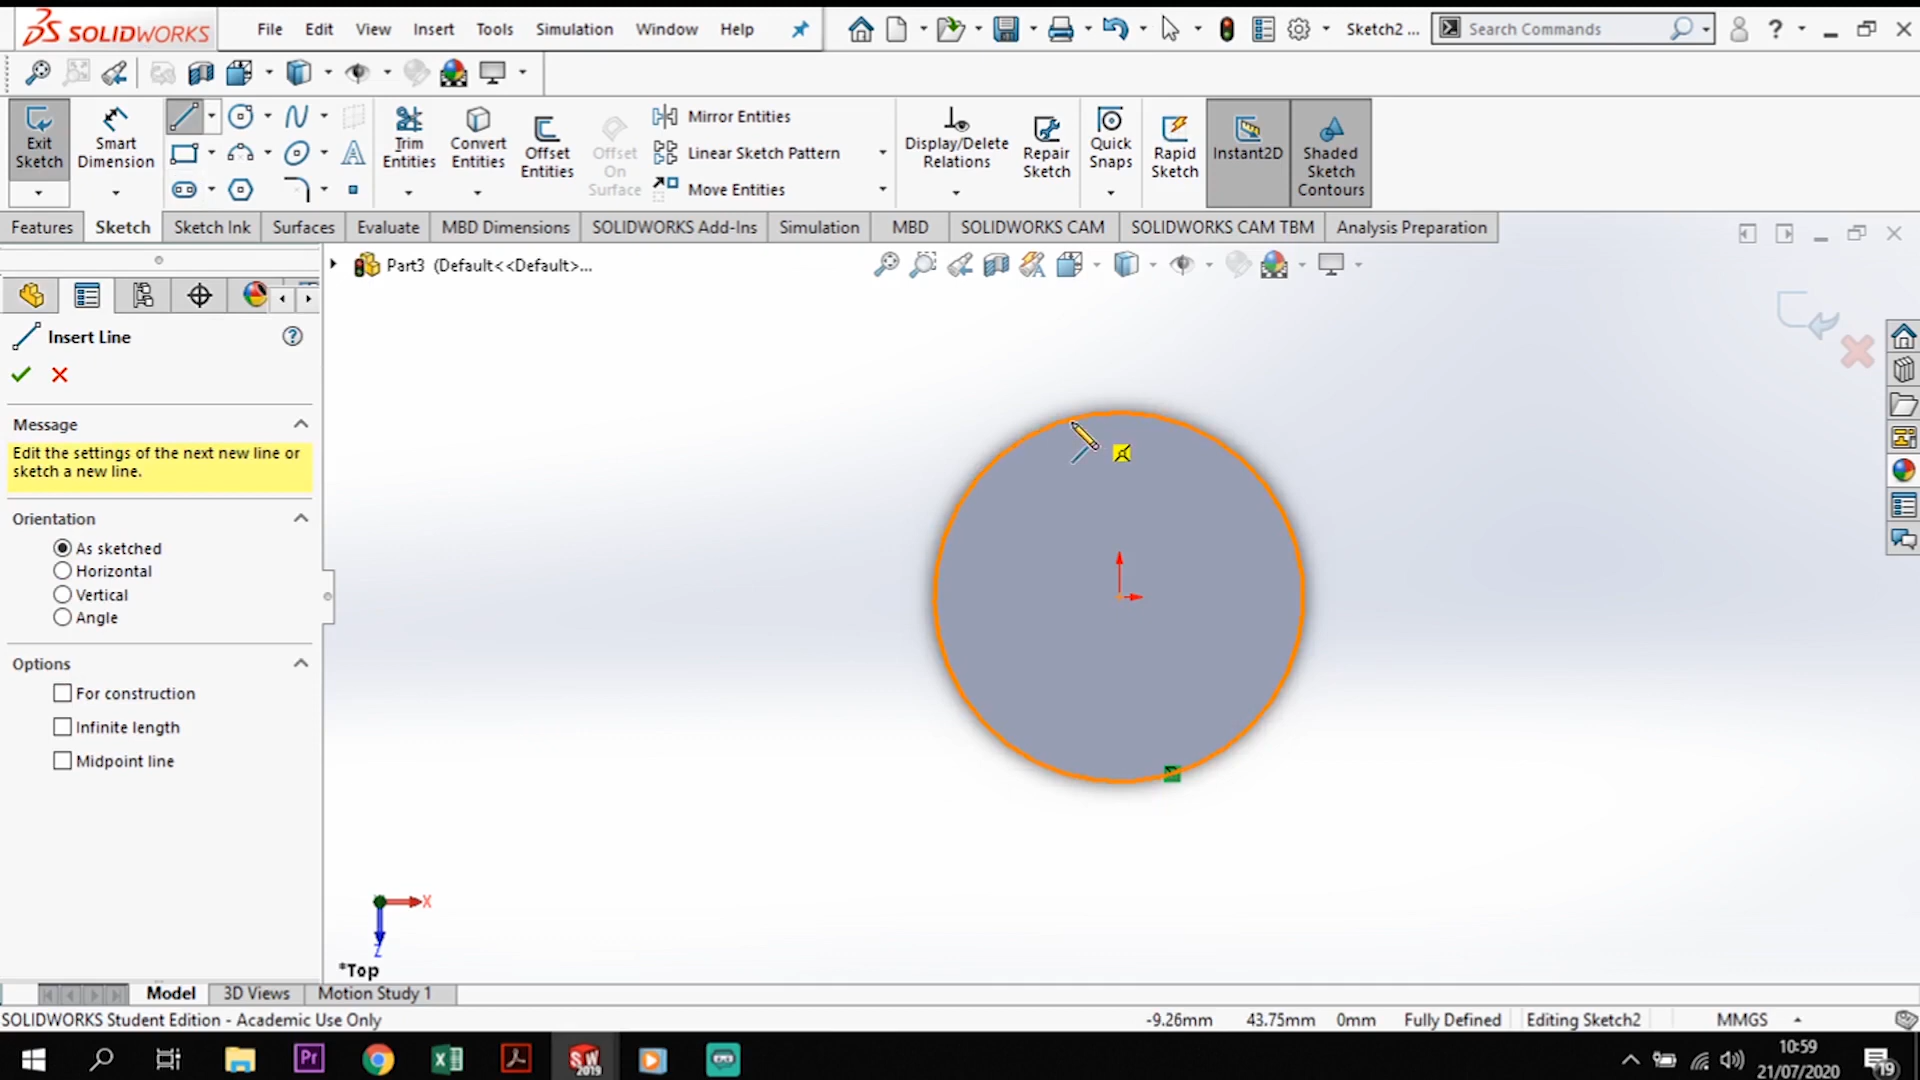 SOLIDWORKS File Edit View Insert Tools Simulation Window Help Sketch2 ... Search Commands ?
Exit Sketch
Smart Dimension
Trim Entities
Convert Entities
Offset Entities
Offset On Surface
Mirror Entities
Linear Sketch Pattern
Move Entities
Display/Delete Relations
Repair Sketch
Quick Snaps
Rapid Sketch
Instant2D
Shaded Sketch Contours
Features Sketch Sketch Ink Surfaces Evaluate MBD Dimensions SOLIDWORKS Add-Ins Simulation MBD SOLIDWORKS CAM SOLIDWORKS CAM TBM Analysis Preparation
Part3 (Default<<Default>...
Insert Line
Message
Edit the settings of the next new line or
sketch a new line.
Orientation
As sketched
Horizontal
Vertical
Angle
Options
For construction
Infinite length
Midpoint line
X
Z
*Top
Model 3D Views Motion Study 1
SOLIDWORKS Student Edition - Academic Use Only -9.26mm 43.75mm 0mm Fully Defined Editing Sketch2 MMGS
Pr SW 2019
10:59
21/07/2020
19